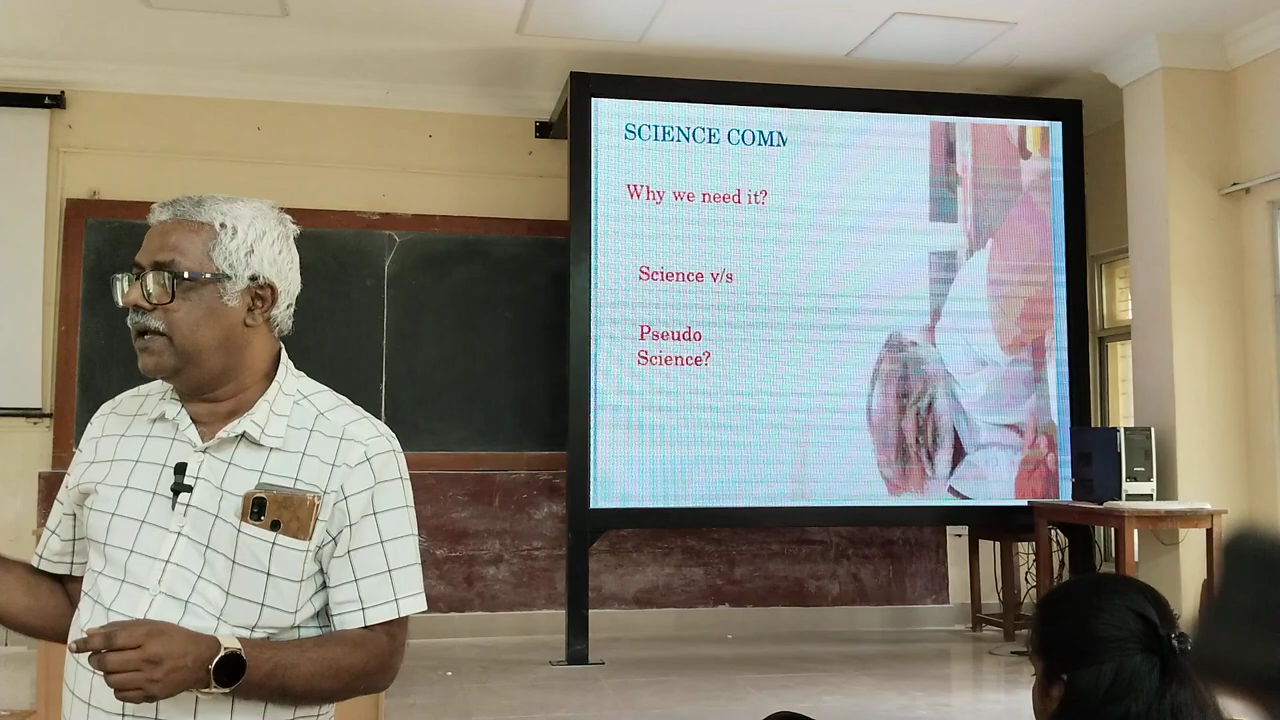 SCIENCE COMM
Why we need it?
Science v/s
Pseudo
Science?